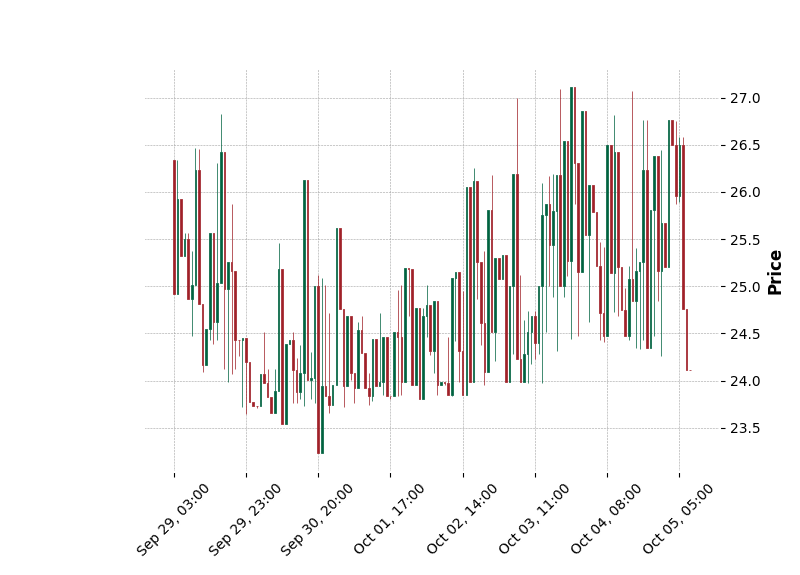 27.0
26.5
26.0
25.5
25.0
24.5
24.0
23.5
Price
Sep 29, 03:00
Sep 29, 23:00
Sep 30, 20:00
Oct 01, 17:00
Oct 02, 14:00
Oct 03, 11:00
Oct 04, 08:00
Oct 05, 05:00